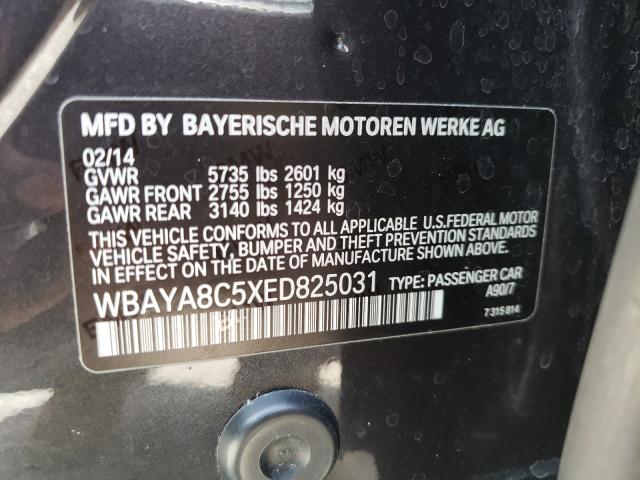 MFD BY BAYERISCHE MOTOREN WERKE AG
02/14
GVWR 5735 lbs 2601 kg
GAWR FRONT 2755 lbs 1250 kg
GAWR REAR 3140 lbs 1424 kg
THIS VEHICLE CONFORMS TO ALL APPLICABLE U.S.FEDERAL MOTOR
VEHICLE SAFETY, BUMPER AND THEFT PREVENTION STANDARDS
IN EFFECT ON THE DATE OF MANUFACTURE SHOWN ABOVE.
WBAYA8C5XED825031 TYPE: PASSENGER CAR
A90/7
7 315 814